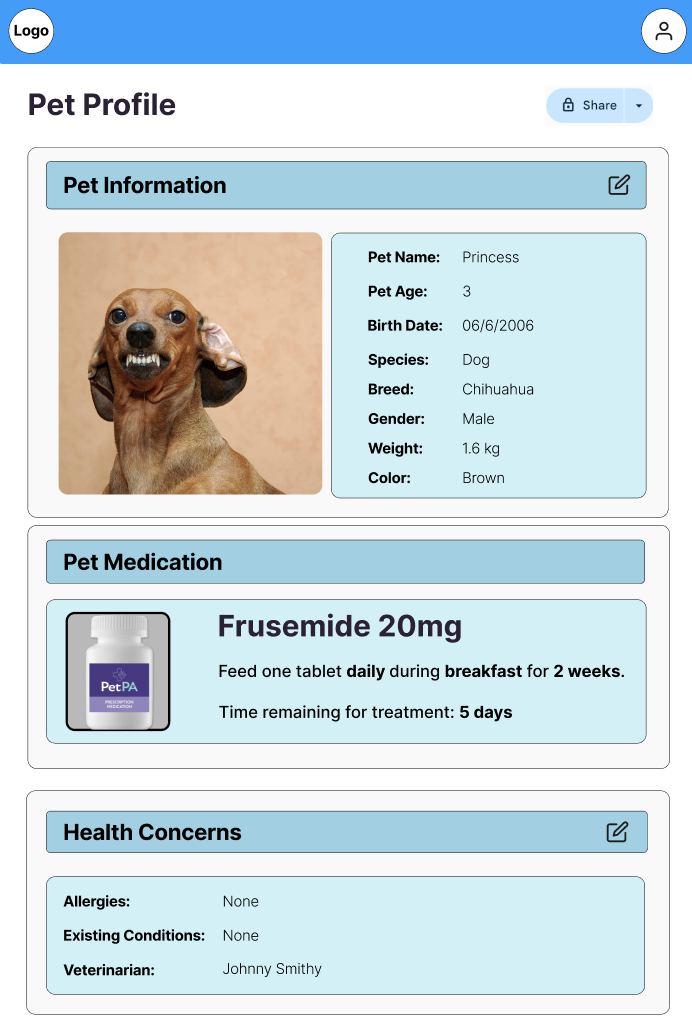 Logo
Pet Profile
Share
Pet Information
Pet Name: Princess
Pet Age: 3
Birth Date: 06/6/2006
Species: Dog
Breed: Chihuahua
Gender: Male
Weight: 1.6 kg
Color: Brown
Pet Medication
PetPA
PRESCRIPTION
MEDICATION
Frusemide 20mg
Feed one tablet daily during breakfast for 2 weeks.
Time remaining for treatment: 5 days
Health Concerns
Allergies: None
Existing Conditions: None
Veterinarian: Johnny Smithy